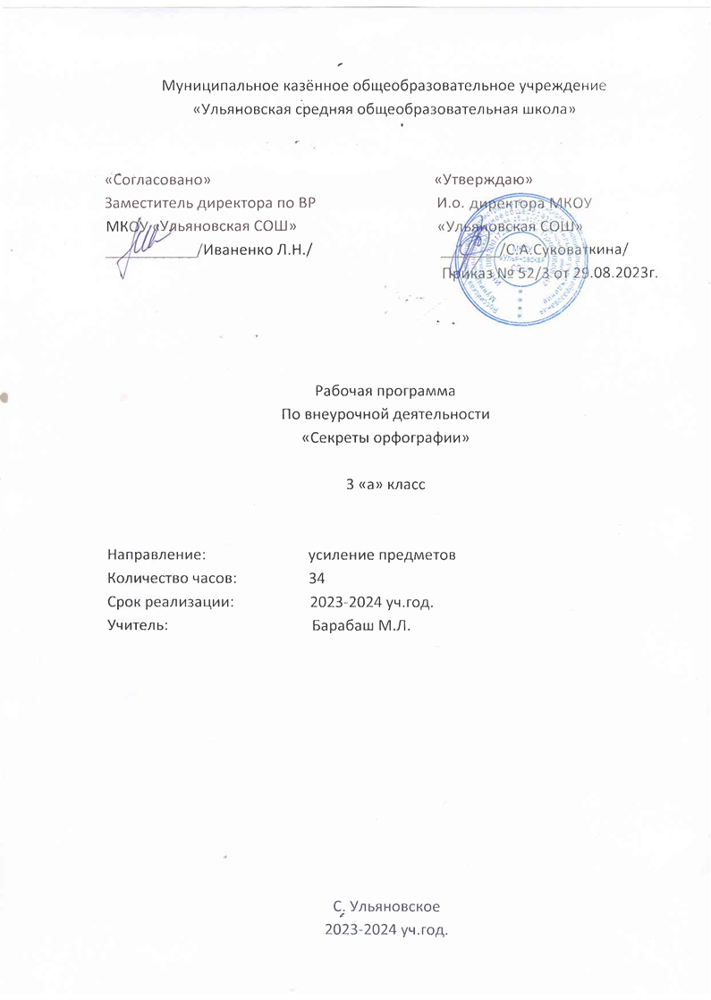 Муниципальное казённое общеобразовательное учреждение
«Ульяновская средняя общеобразовательная школа»
«Согласовано» «Утверждаю»
Заместитель директора по ВР И.о. директора МКОУ
МКОУ «Ульяновская СОШ» «Ульяновская СОШ»
____________/Иваненко Л.Н./ ________/С.А.Суковаткина/
Приказ № 52/3 от 29.08.2023г.
Рабочая программа
По внеурочной деятельности
«Секреты орфографии»
3 «а» класс
Направление: усиление предметов
Количество часов: 34
Срок реализации: 2023-2024 уч.год.
Учитель: Барабаш М.Л.
С. Ульяновское
2023-2024 уч.год.